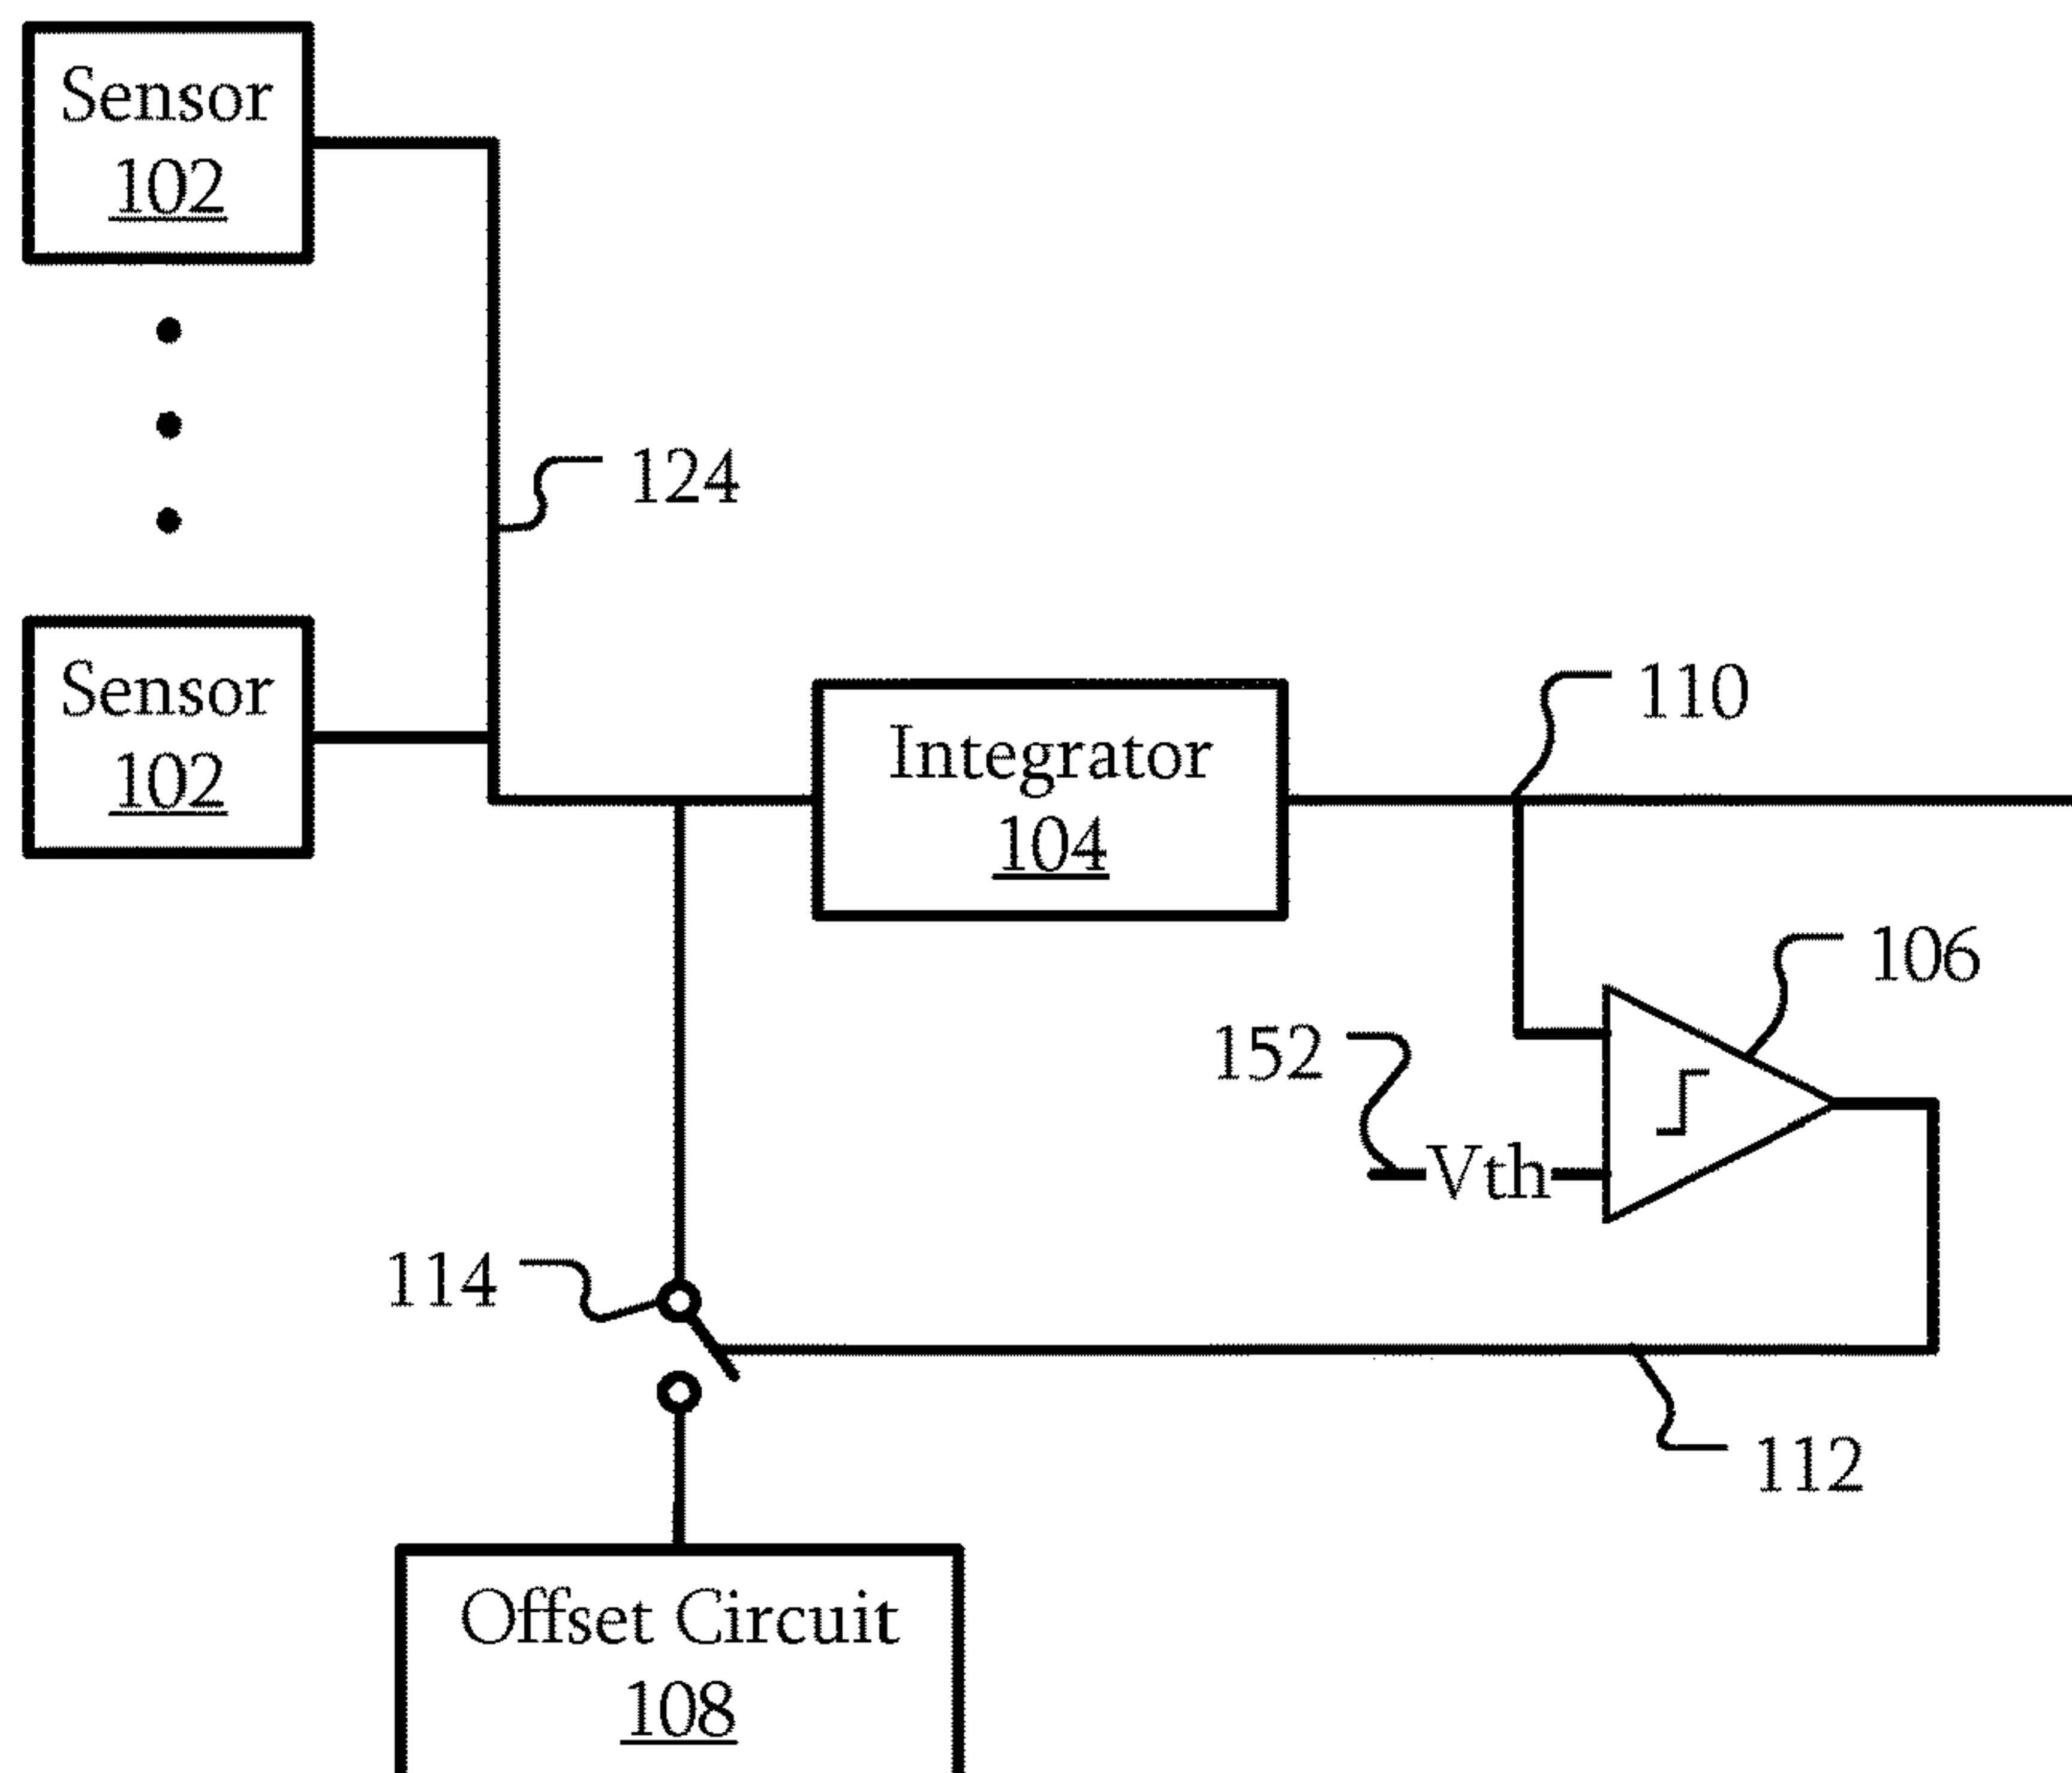 Sensor
102
124
Sensor
102
Integrator
104
110
106
152
Vth
114
112
Offset Circuit
108